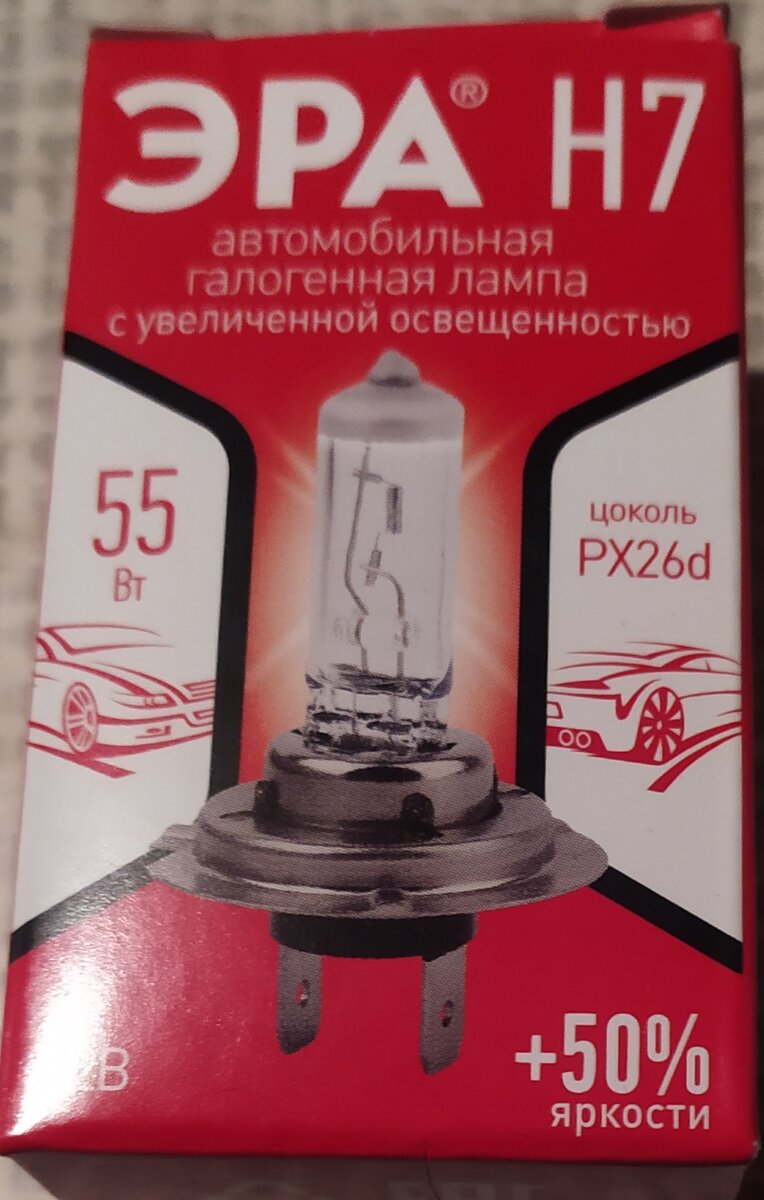 ЭРА® H7
автомобильная
галогенная лампа
с увеличенной освещенностью
55
Вт
цоколь
PX26d
В
+50%
яркости